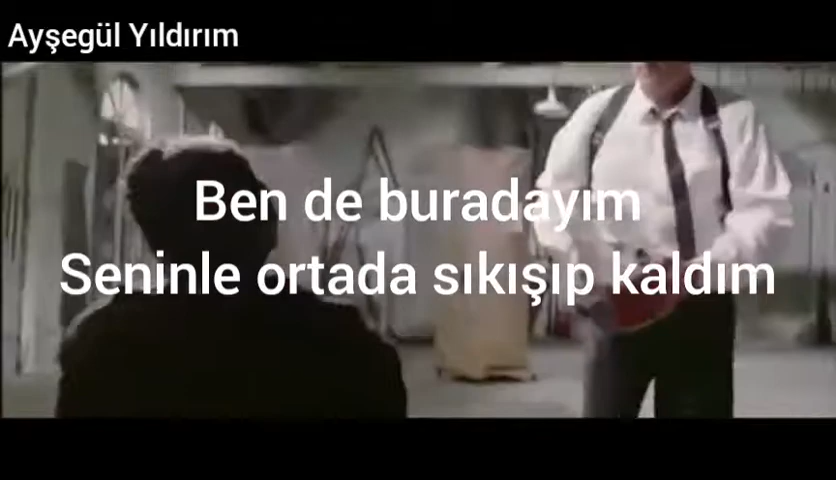 Ayşegül Yıldırım
Ben de buradayım
Seninle ortada sıkışıp kaldım